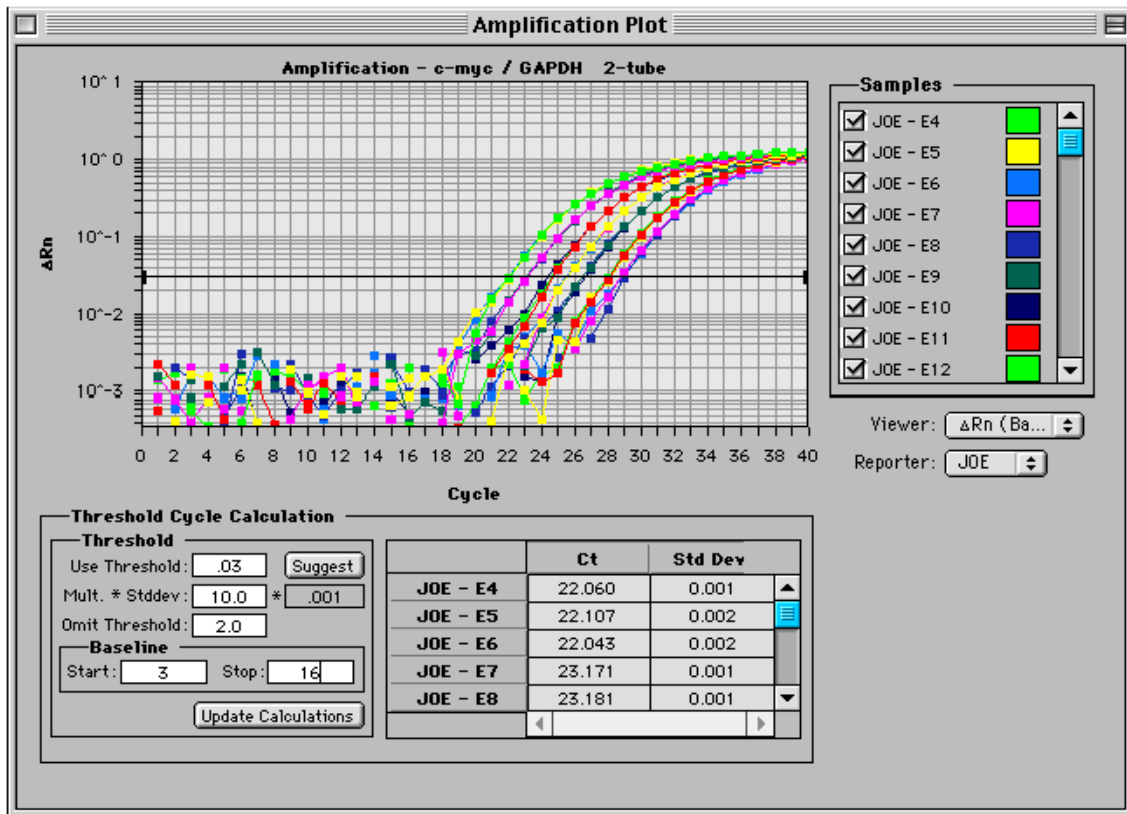 Amplification Plot
Amplification - c-myc / GAPDH 2-tube
10^ 1
10^ 0
10^-1
10^-2
10^-3
ΔRn
0 2 4 6 8 10 12 14 16 18 20 22 24 26 28 30 32 34 36 38 40
Cycle
Samples
JOE - E4
JOE - E5
JOE - E6
JOE - E7
JOE - E8
JOE - E9
JOE - E10
JOE - E11
JOE - E12
Viewer: ΔRn (Ba...
Reporter: JOE
Threshold Cycle Calculation
Threshold
Use Threshold: .03 Suggest
Mult. * Stddev: 10.0 * .001
Omit Threshold: 2.0
Baseline
Start: 3 Stop: 16
Update Calculations
Ct Std Dev
JOE - E4 22.060 0.001
JOE - E5 22.107 0.002
JOE - E6 22.043 0.002
JOE - E7 23.171 0.001
JOE - E8 23.181 0.001